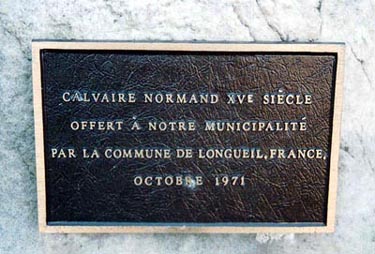 CALVAIRE NORMAND XVE SIÈCLE
OFFERT À NOTRE MUNICIPALITÉ
PAR LA COMMUNE DE LONGUEIL, FRANCE,
OCTOBRE 1971